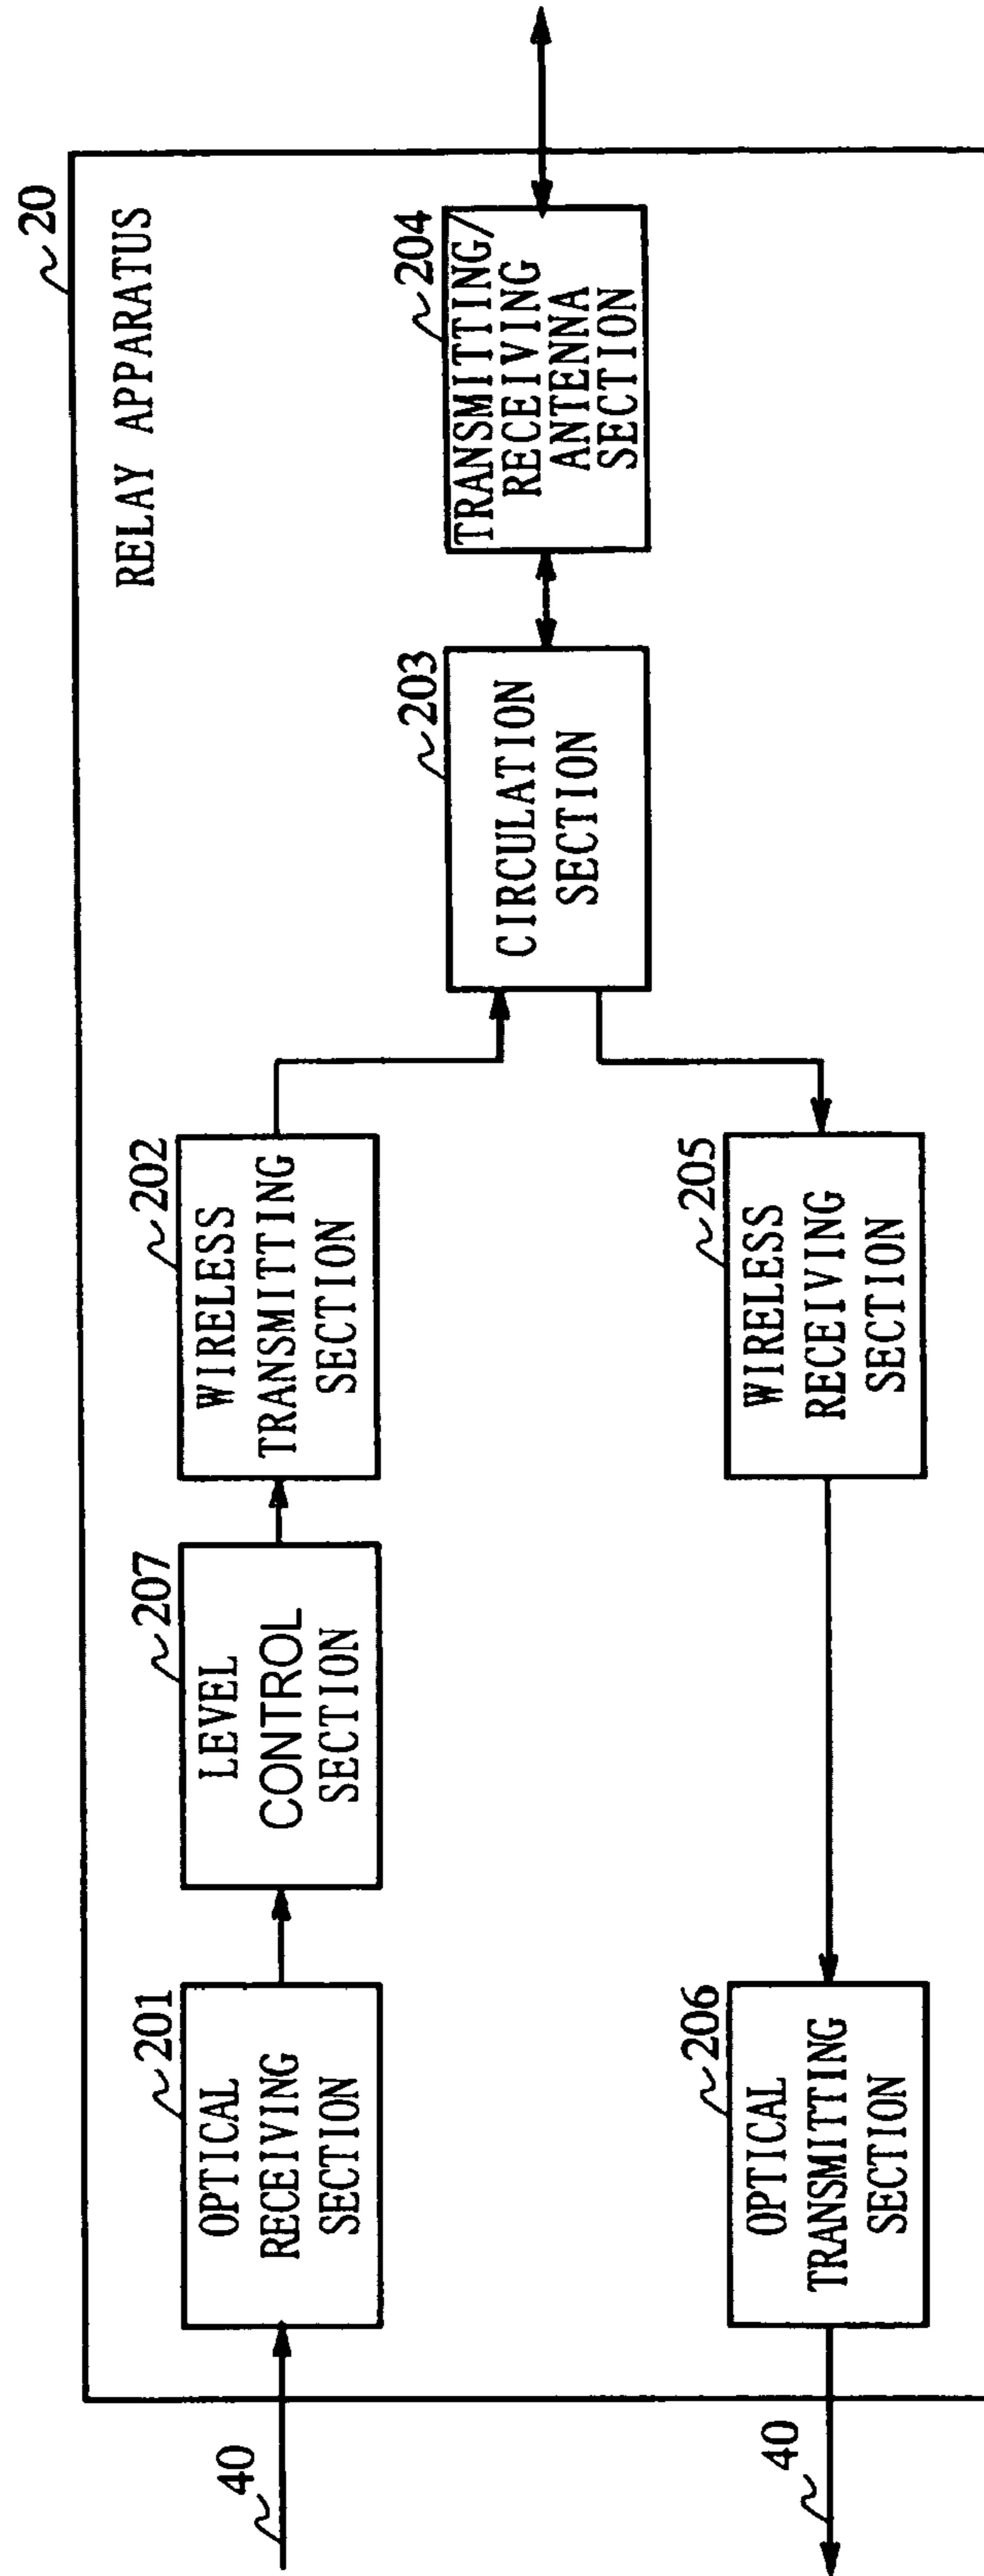 20
RELAY APPARATUS
40
201
OPTICAL
RECEIVING
SECTION
207
LEVEL
CONTROL
SECTION
202
WIRELESS
TRANSMITTING
SECTION
203
CIRCULATION
SECTION
204
TRANSMITTING/
RECEIVING
ANTENNA
SECTION
205
WIRELESS
RECEIVING
SECTION
206
OPTICAL
TRANSMITTING
SECTION
40